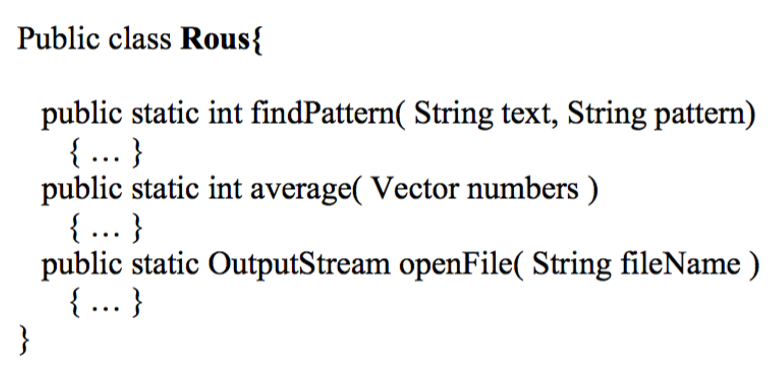 Public class Rous{
public static int findPattern( String text, String pattern)
{ ... }
public static int average( Vector numbers )
{ ... }
public static OutputStream openFile( String fileName )
{ ... }
}